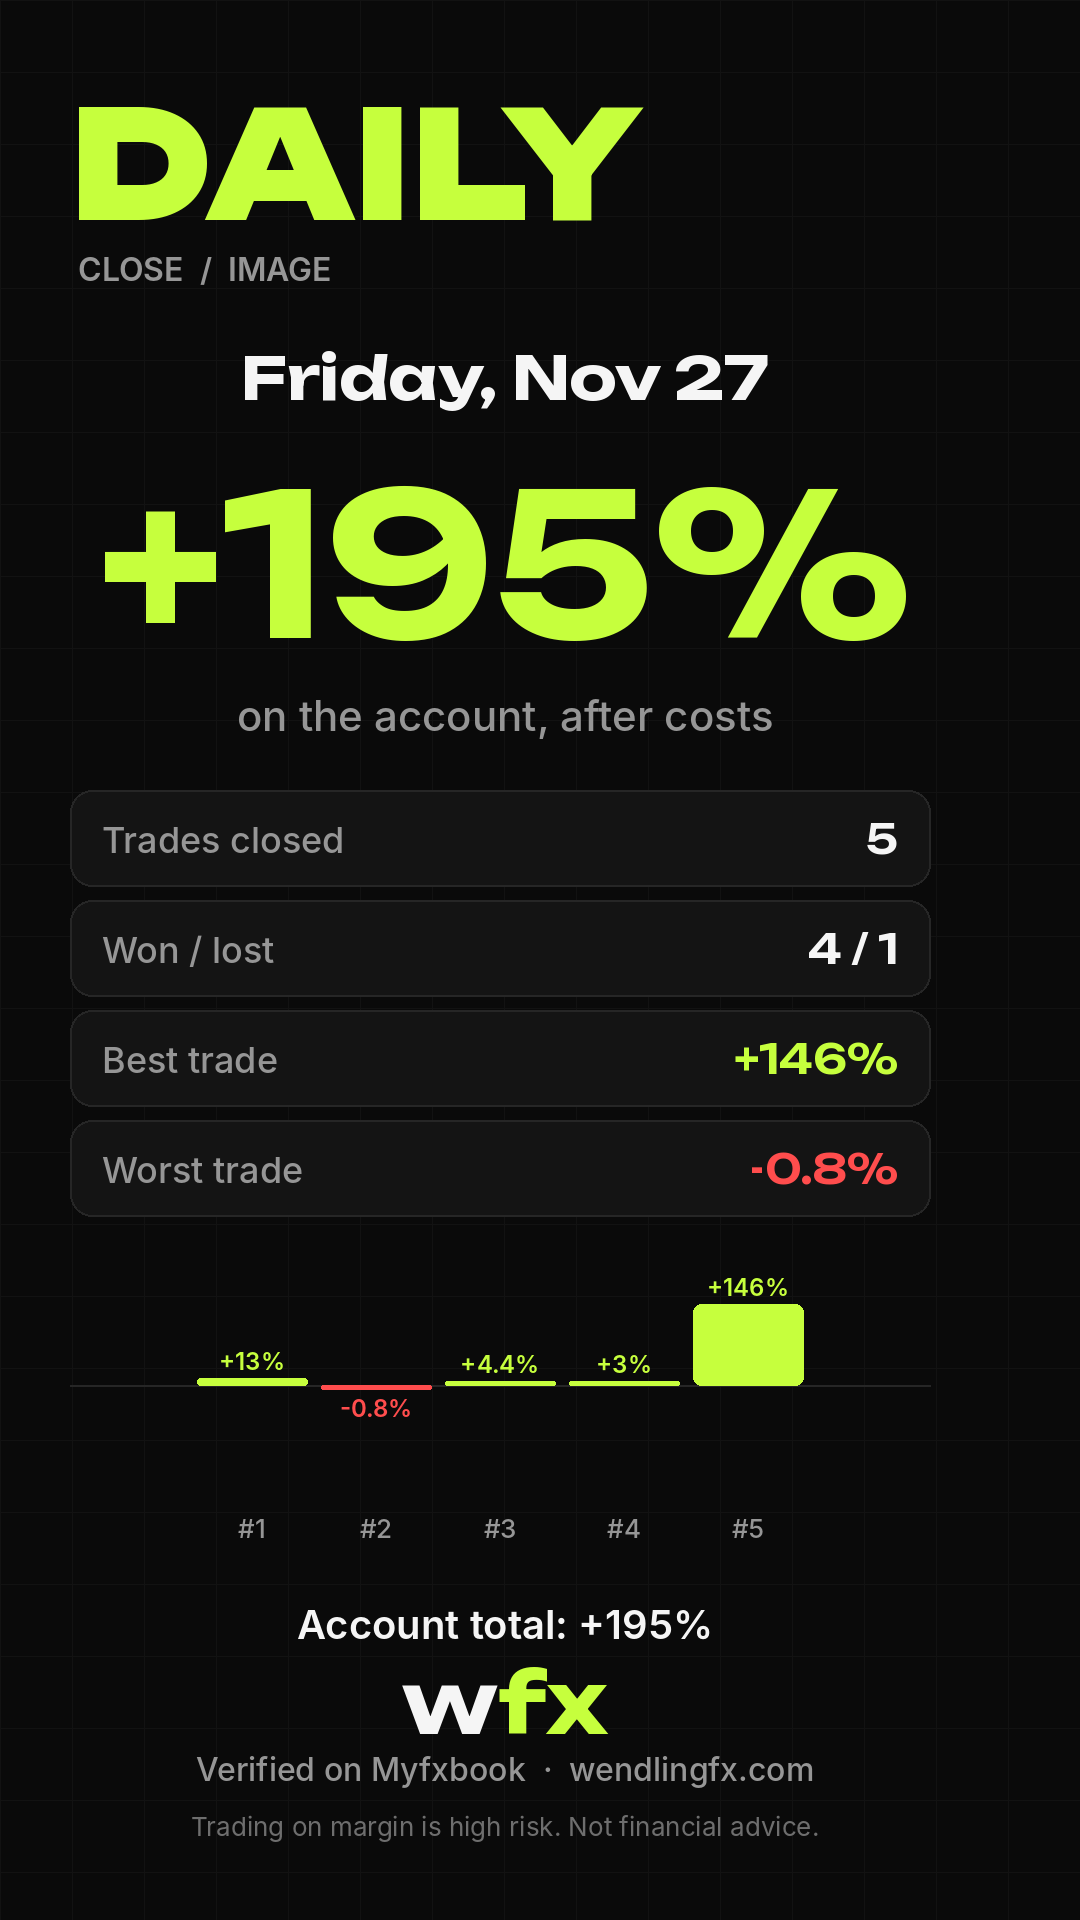 DAILY
CLOSE / IMAGE
Friday, Nov 27
+195%
on the account, after costs
Trades closed 5
Won / lost 4 / 1
Best trade +146%
Worst trade -0.8%
+13% -0.8% +4.4% +3% +146%
#1 #2 #3 #4 #5
Account total: +195%
wfx
Verified on Myfxbook · wendlingfx.com
Trading on margin is high risk. Not financial advice.